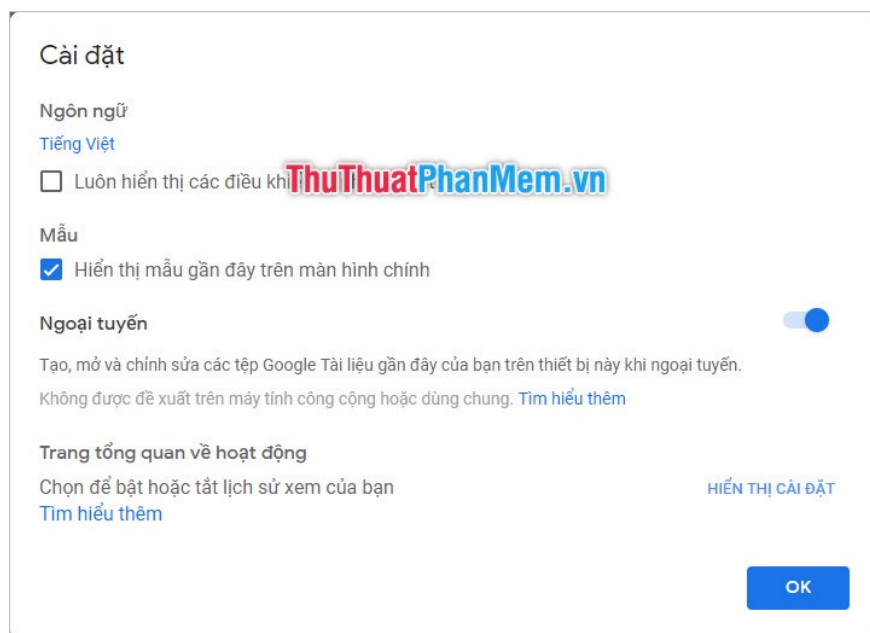 Cài đặt
Ngôn ngữ
Tiếng Việt
Luôn hiển thị các điều
ThuThuatPhanMem.vn
Mẫu
Hiển thị mẫu gần đây trên màn hình chính
Ngoại tuyến
Tạo, mở và chỉnh sửa các tệp Google Tài liệu gần đây của bạn trên thiết bị này khi ngoại tuyến.
Không được đề xuất trên máy tính công cộng hoặc dùng chung. Tìm hiểu thêm
Trang tổng quan về hoạt động
Chọn để bật hoặc tắt lịch sử xem của bạn
HIỂN THỊ CÀI ĐẶT
Tìm hiểu thêm
OK